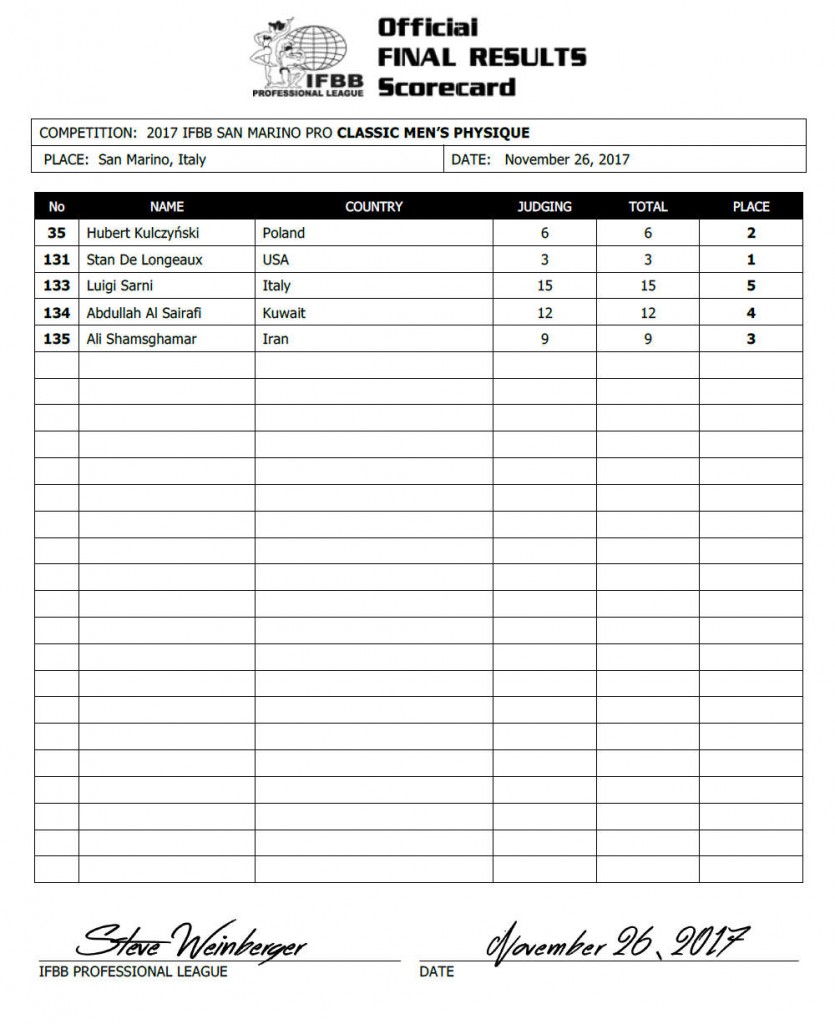 Official
FINAL RESULTS
Scorecard
IFBB
PROFESSIONAL LEAGUE
COMPETITION: 2017 IFBB SAN MARINO PRO CLASSIC MEN'S PHYSIQUE
PLACE: San Marino, Italy DATE: November 26, 2017
No NAME COUNTRY JUDGING TOTAL PLACE
35 Hubert Kulczyński Poland 6 6 2
131 Stan De Longeaux USA 3 3 1
133 Luigi Sarni Italy 15 15 5
134 Abdullah Al Sairafi Kuwait 12 12 4
135 Ali Shamsghamar Iran 9 9 3
Steve Weinberger November 26, 2017
IFBB PROFESSIONAL LEAGUE DATE